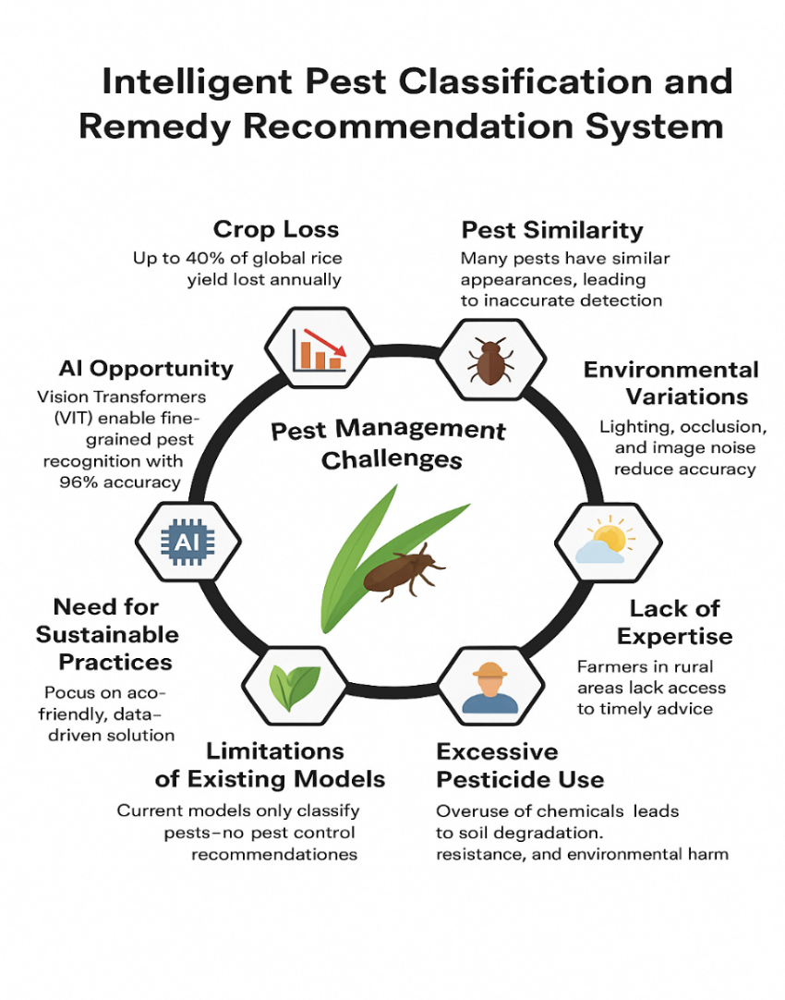 Intelligent Pest Classification and
Remedy Recommendation System
Crop Loss
Up to 40% of global rice
yield lost annually
Pest Similarity
Many pests have similar
appearances, leading
to inaccurate detection
AI Opportunity
Vision Transformers
(VIT) enable fine-
grained pest
recognition with
96% accuracy
Environmental
Variations
Lighting, occlusion,
and image noise
reduce accuracy
Pest Management
Challenges
AI
Need for
Sustainable
Practices
Pocus on aco-
friendly, data–
driven solution
Lack of
Expertise
Farmers in rural
areas lack access
to timely advice
Limitations
of Existing Models
Current models only classify
pests–no pest control
recommendationes
Excessive
Pesticide Use
Overuse of chemicals leads
to soil degradation.
resistance, and environmental harm